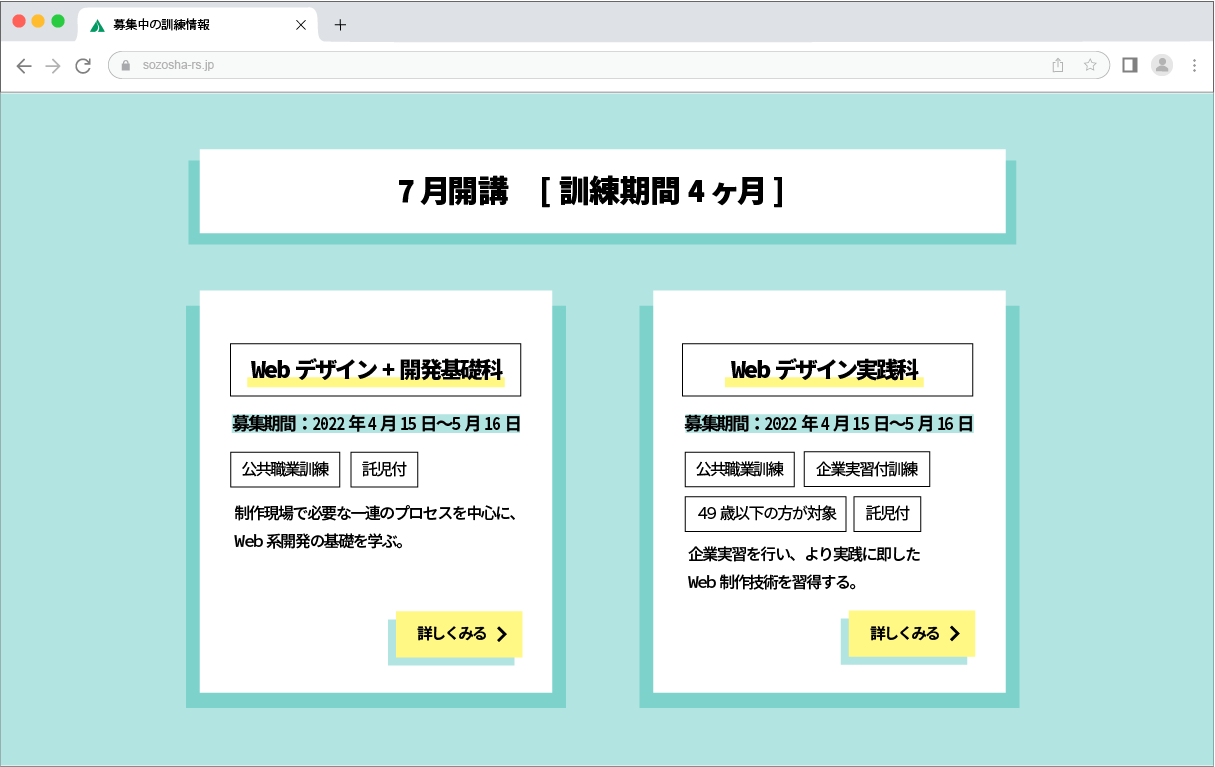 募集中の訓練情報
sozosha-rs.jp
7月開講 [ 訓練期間4ヶ月 ]
Webデザイン+開発基礎科
募集期間：2022年4月15日〜5月16日
公共職業訓練 託児付
制作現場で必要な一連のプロセスを中心に、
Web系開発の基礎を学ぶ。
詳しくみる
Webデザイン実践科
募集期間：2022年4月15日〜5月16日
公共職業訓練 企業実習付訓練
49歳以下の方が対象 託児付
企業実習を行い、より実践に即した
Web制作技術を習得する。
詳しくみる